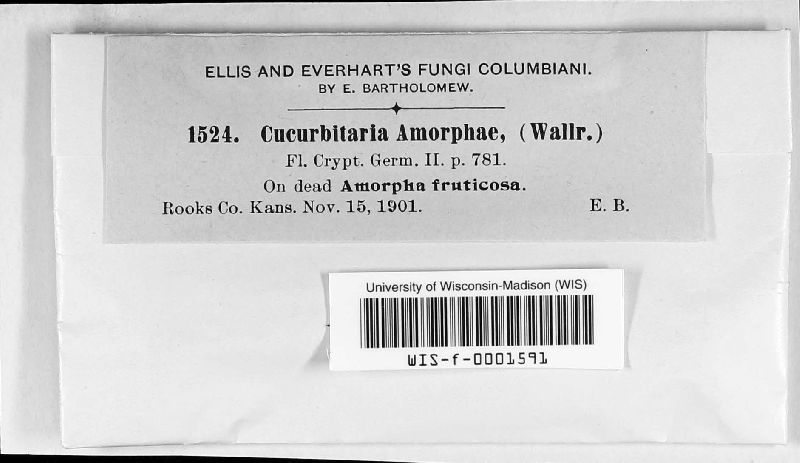 ELLIS AND EVERHART'S FUNGI COLUMBIANI.
BY E. BARTHOLOMEW.
1524. Cucurbitaria Amorphae, (Wallr.)
Fl. Crypt. Germ. II. p. 781.
On dead Amorpha fruticosa.
Rooks Co. Kans. Nov. 15, 1901. E. B.
University of Wisconsin-Madison (WIS)
WIS-f-0001591